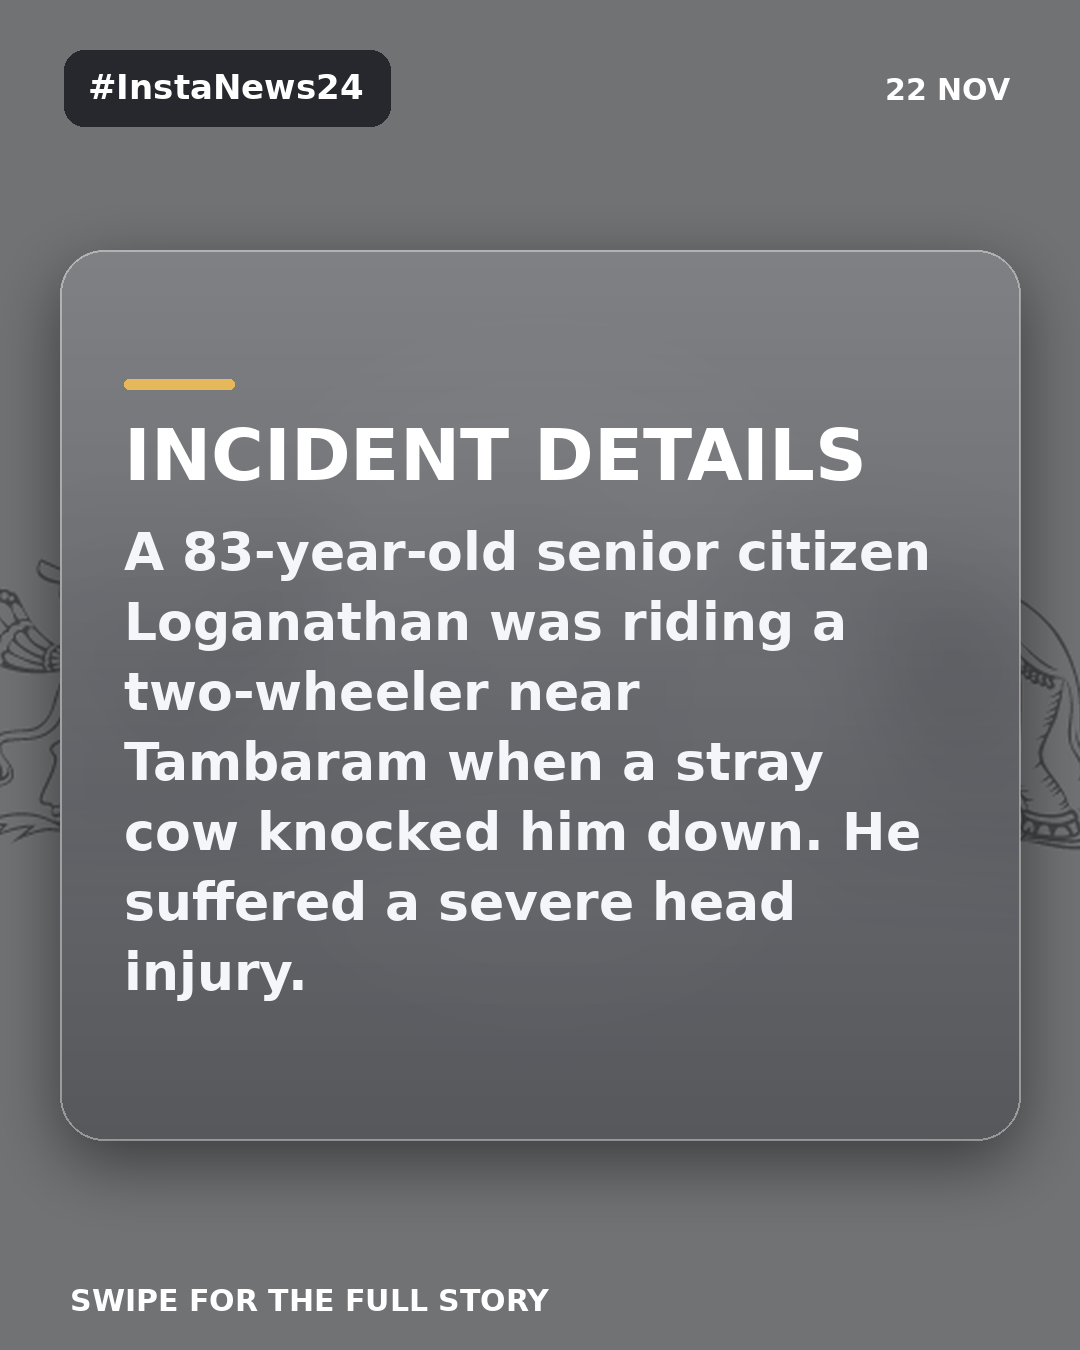 #InstaNews24
22 NOV
INCIDENT DETAILS
A 83-year-old senior citizen
Loganathan was riding a
two-wheeler near
Tambaram when a stray
cow knocked him down. He
suffered a severe head
injury.
SWIPE FOR THE FULL STORY